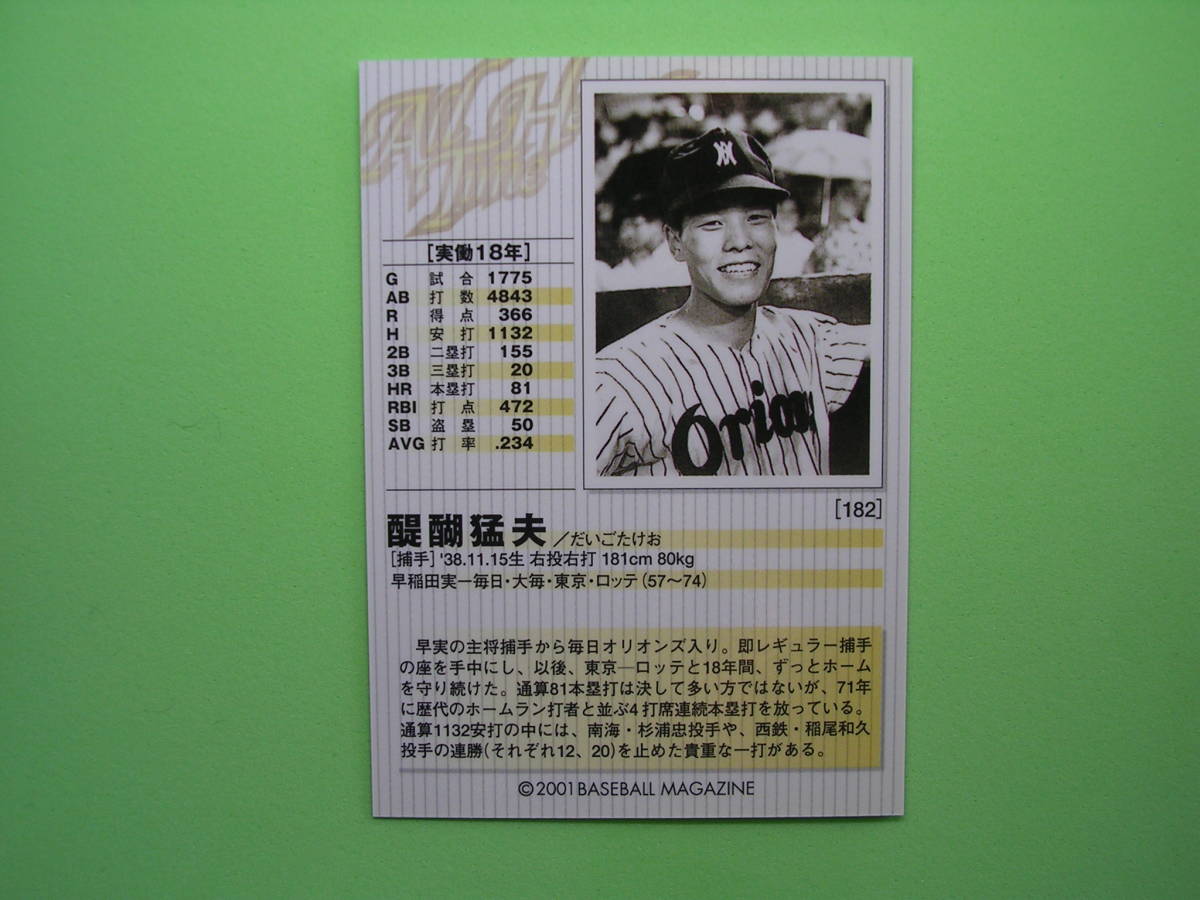 [実働18年]
G 試合 1775
AB 打数 4843
R 得点 366
H 安打 1132
2B 二塁打 155
3B 三塁打 20
HR 本塁打 81
RBI 打点 472
SB 盗塁 50
AVG 打率 .234
Orion
[182]
醍醐猛夫／だいごたけお
[捕手] '38.11.15生 右投右打 181cm 80kg
早稲田実ー毎日・大毎・東京・ロッテ（57〜74）
早実の主将捕手から毎日オリオンズ入り。即レギュラー捕手
の座を手中にし、以後、東京―ロッテと18年間、ずっとホーム
を守り続けた。通算81本塁打は決して多い方ではないが、71年
に歴代のホームラン打者と並ぶ4打席連続本塁打を放っている。
通算1132安打の中には、南海・杉浦忠投手や、西鉄・稲尾和久
投手の連勝(それぞれ12、20)を止めた貴重な一打がある。
©2001 BASEBALL MAGAZINE